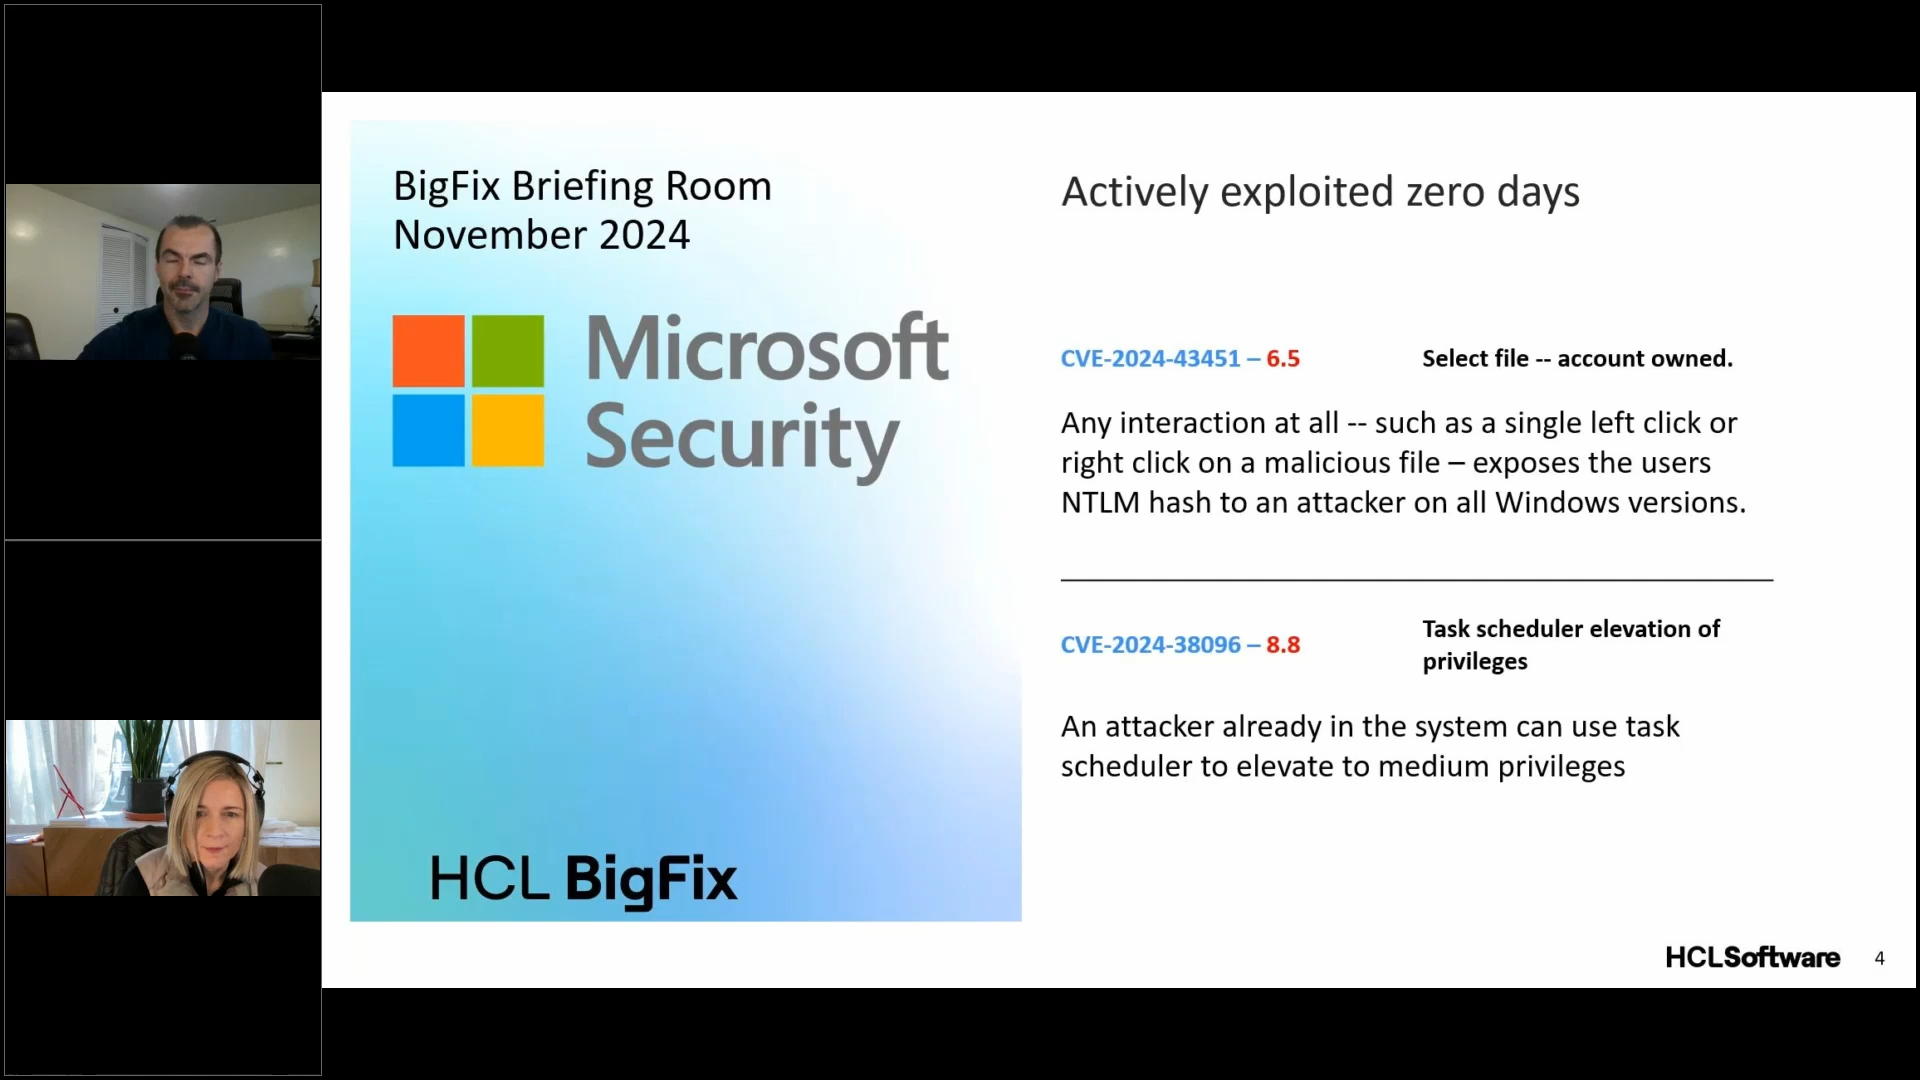 BigFix Briefing Room
November 2024
Microsoft
Security
HCL BigFix
Actively exploited zero days
CVE-2024-43451 – 6.5
Select file -- account owned.
Any interaction at all -- such as a single left click or
right click on a malicious file – exposes the users
NTLM hash to an attacker on all Windows versions.
CVE-2024-38096 – 8.8
Task scheduler elevation of
privileges
An attacker already in the system can use task
scheduler to elevate to medium privileges
HCLSoftware
4